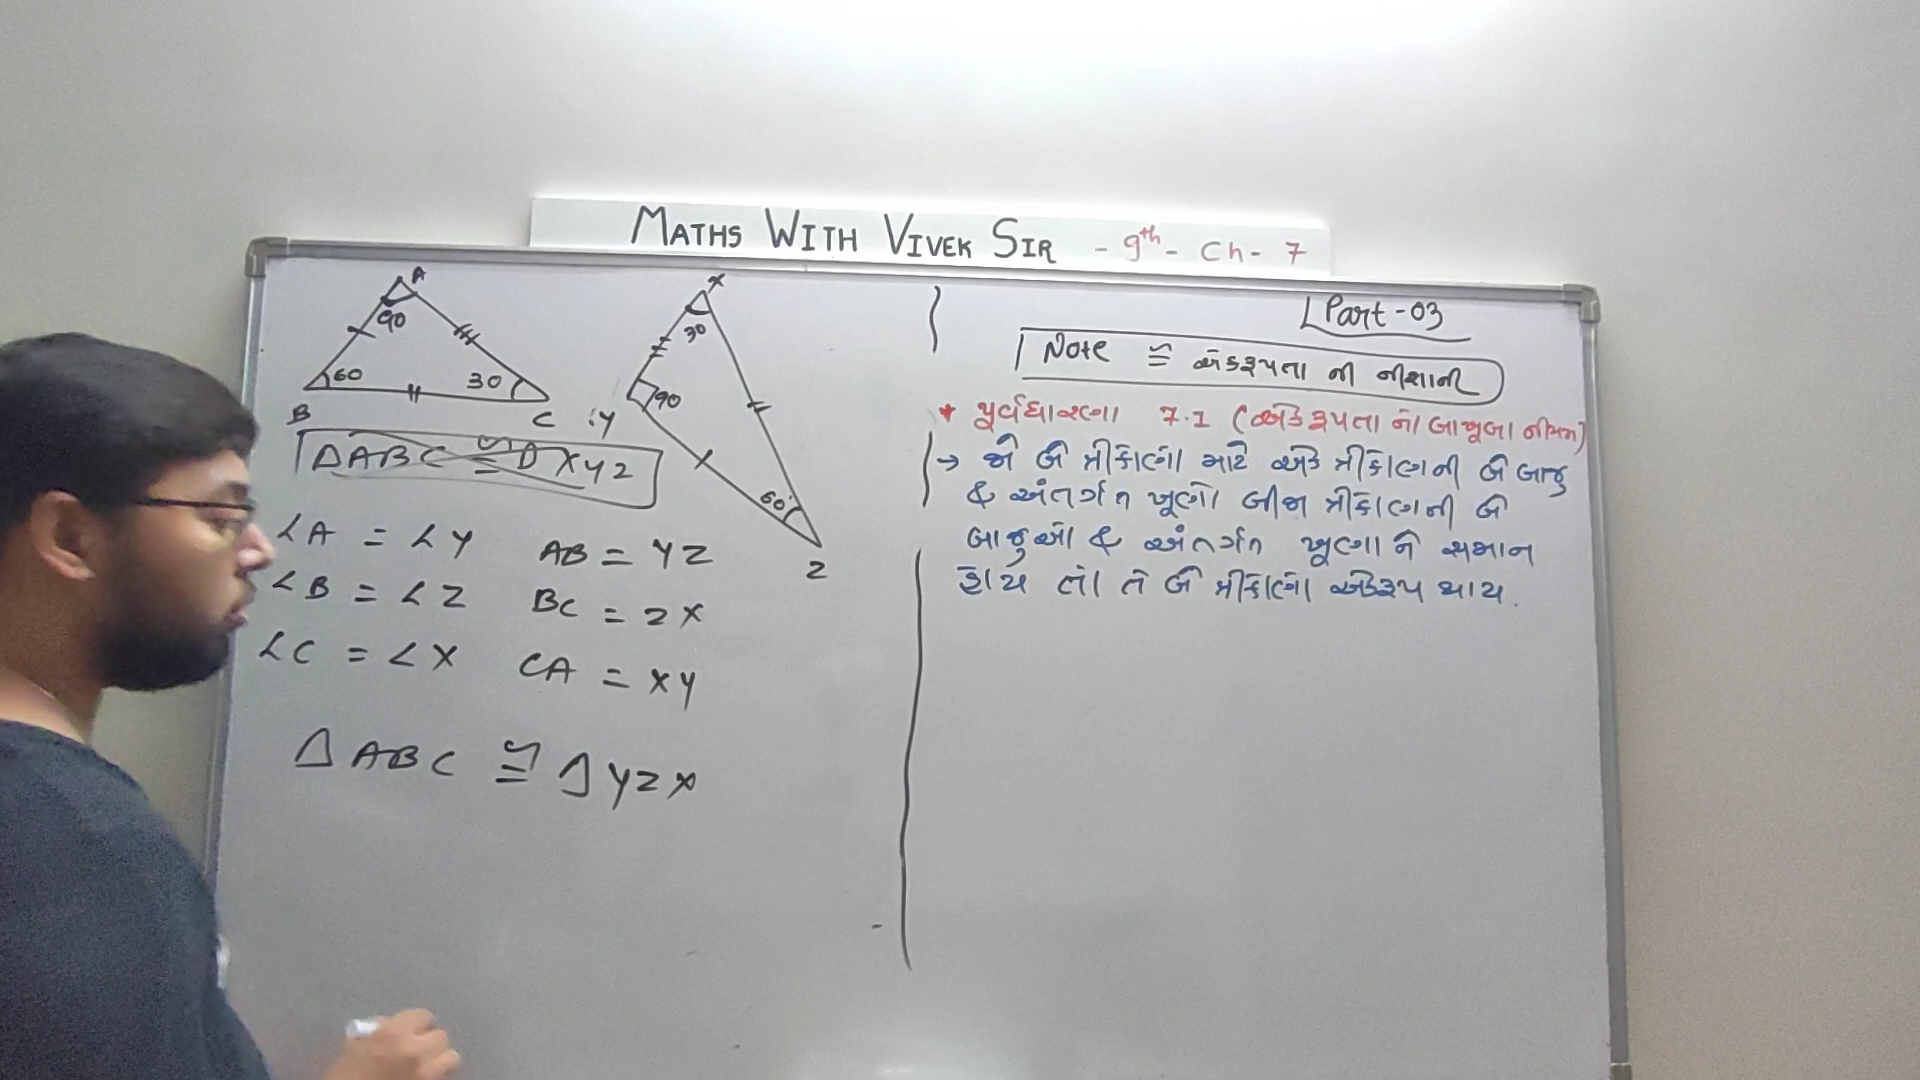 MATHS WITH VIVEK SIR - 9th - Ch - 7
A
90
B
60
30
C
X
30
Y
90
60
Z
ΔABC ≅ ΔXYZ
∠A = ∠Y AB = YZ
∠B = ∠Z BC = ZX
∠C = ∠X CA = XY
ΔABC ≅ ΔYZX
Part - 03
Note ≅ એકરૂપતા ની નીશાની
* પૂર્વધારણા 7.1 (એકરૂપતા નો બાખૂબા નીયમ)
→ જો બે ત્રીકોણો માટે એક ત્રીકોણની બે બાજુ
& અંતર્ગત ખૂણો બીજા ત્રીકોણની બે
બાજુઓ & અંતર્ગત ખૂણા ને સમાન
હોય તો તે બે ત્રીકોણો એકરૂપ થાય.